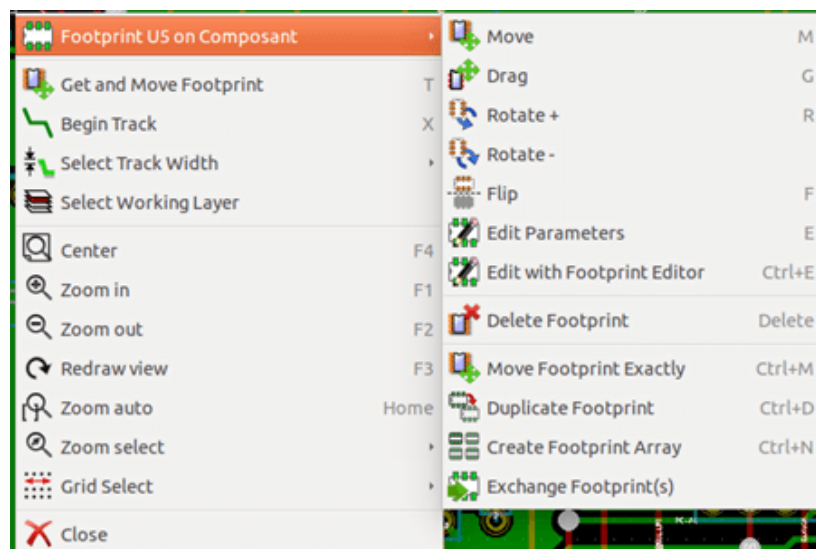 Footprint U5 on Composant
Get and Move Footprint T
Begin Track X
Select Track Width
Select Working Layer
Center F4
Zoom in F1
Zoom out F2
Redraw view F3
Zoom auto Home
Zoom select
Grid Select
Close
Move M
Drag G
Rotate + R
Rotate -
Flip F
Edit Parameters E
Edit with Footprint Editor Ctrl+E
Delete Footprint Delete
Move Footprint Exactly Ctrl+M
Duplicate Footprint Ctrl+D
Create Footprint Array Ctrl+N
Exchange Footprint(s)